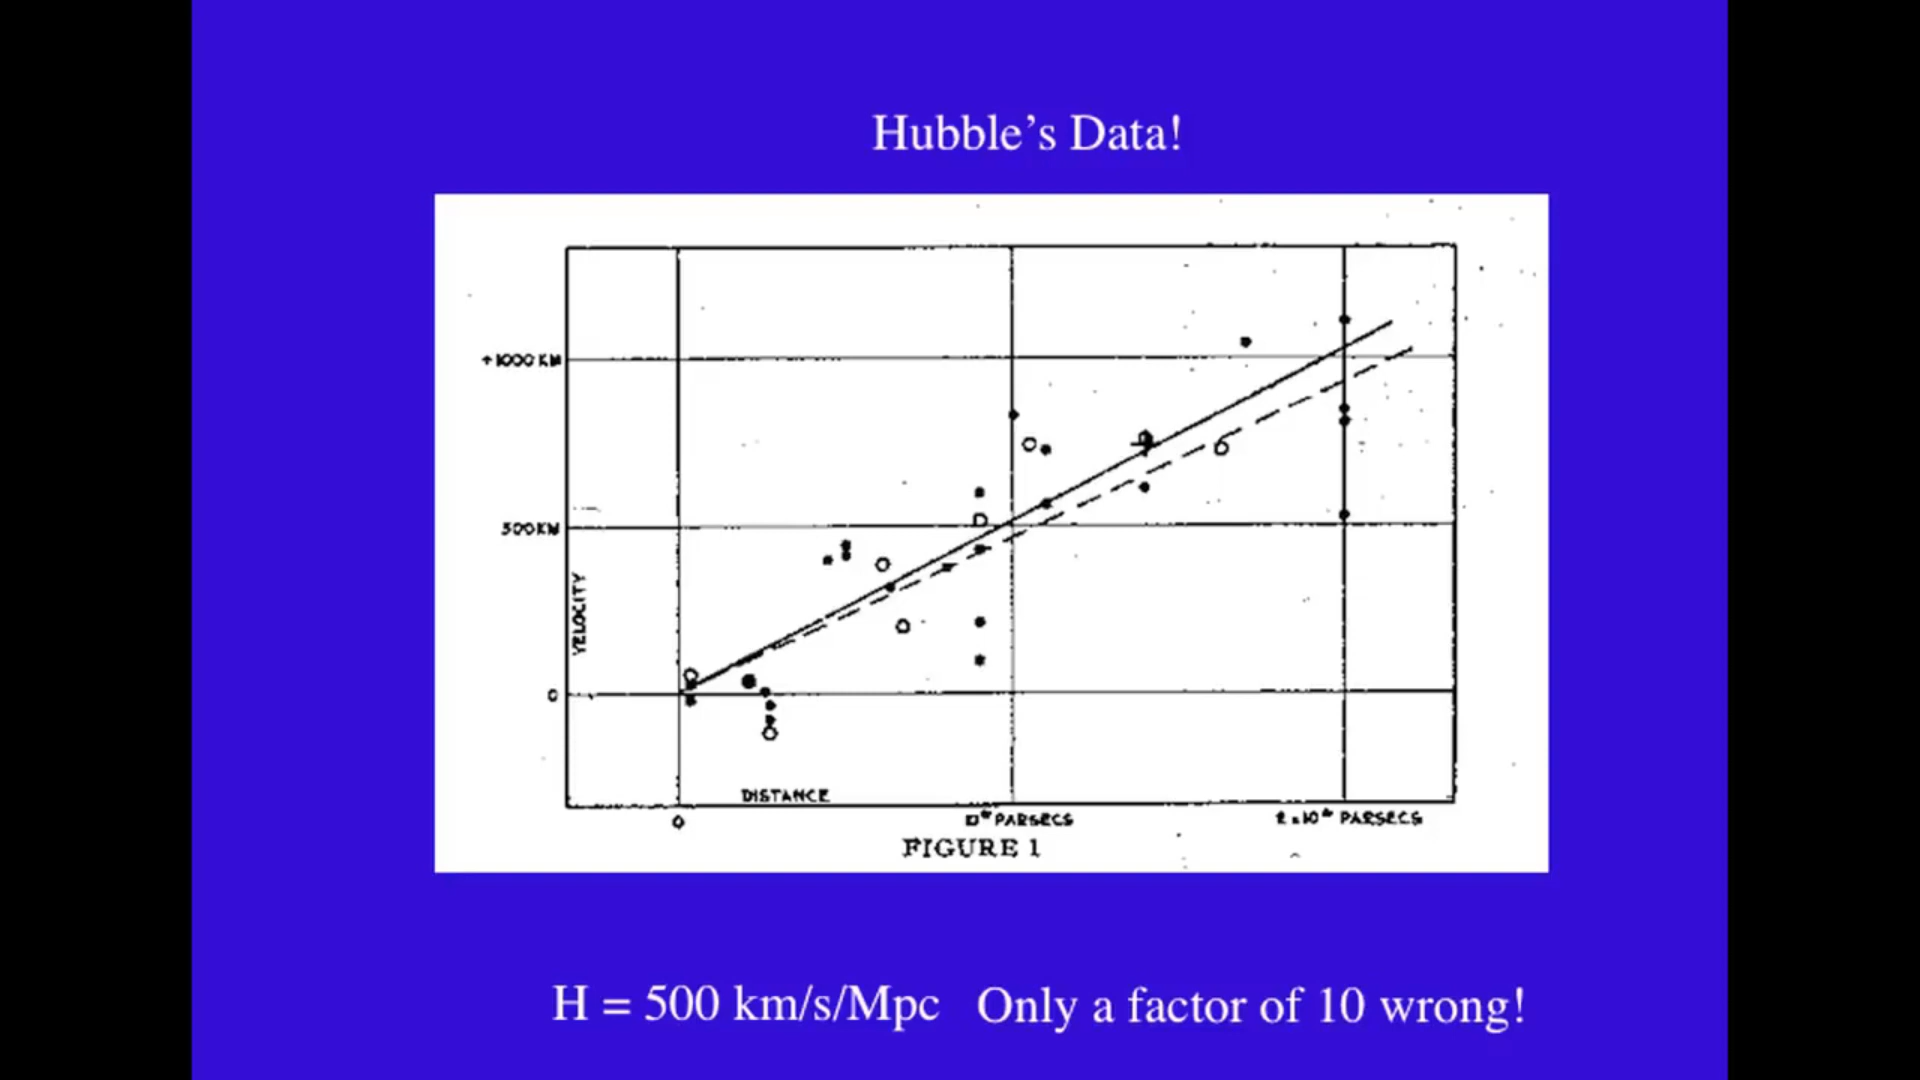 Hubble's Data!
+1000 KM
500 KM
VELOCITY
0
DISTANCE
0
PARSECS
PARSECS
FIGURE 1
H = 500 km/s/Mpc Only a factor of 10 wrong!